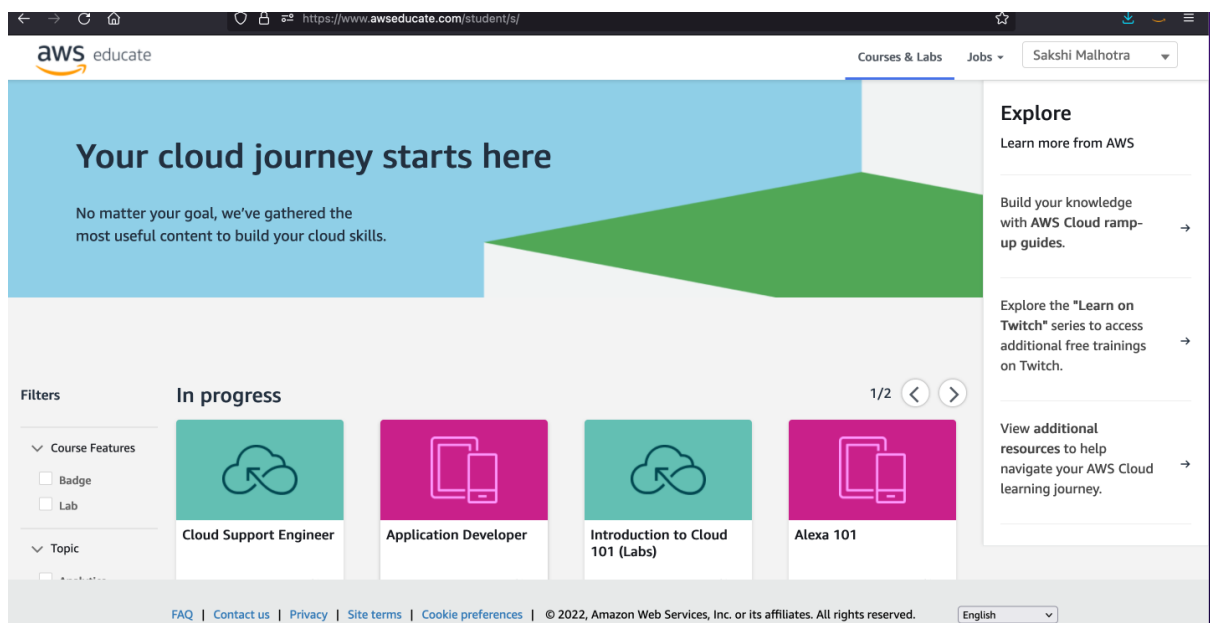 https://www.awseducate.com/student/s/
aws educate
Courses & Labs
Jobs
Sakshi Malhotra
Your cloud journey starts here
No matter your goal, we've gathered the
most useful content to build your cloud skills.
Explore
Learn more from AWS
Build your knowledge
with AWS Cloud ramp-
up guides.
Explore the "Learn on
Twitch" series to access
additional free trainings
on Twitch.
View additional
resources to help
navigate your AWS Cloud
learning journey.
Filters
Course Features
Badge
Lab
Topic
In progress
1/2
Cloud Support Engineer
Application Developer
Introduction to Cloud
101 (Labs)
Alexa 101
FAQ | Contact us | Privacy | Site terms | Cookie preferences | © 2022, Amazon Web Services, Inc. or its affiliates. All rights reserved.
English